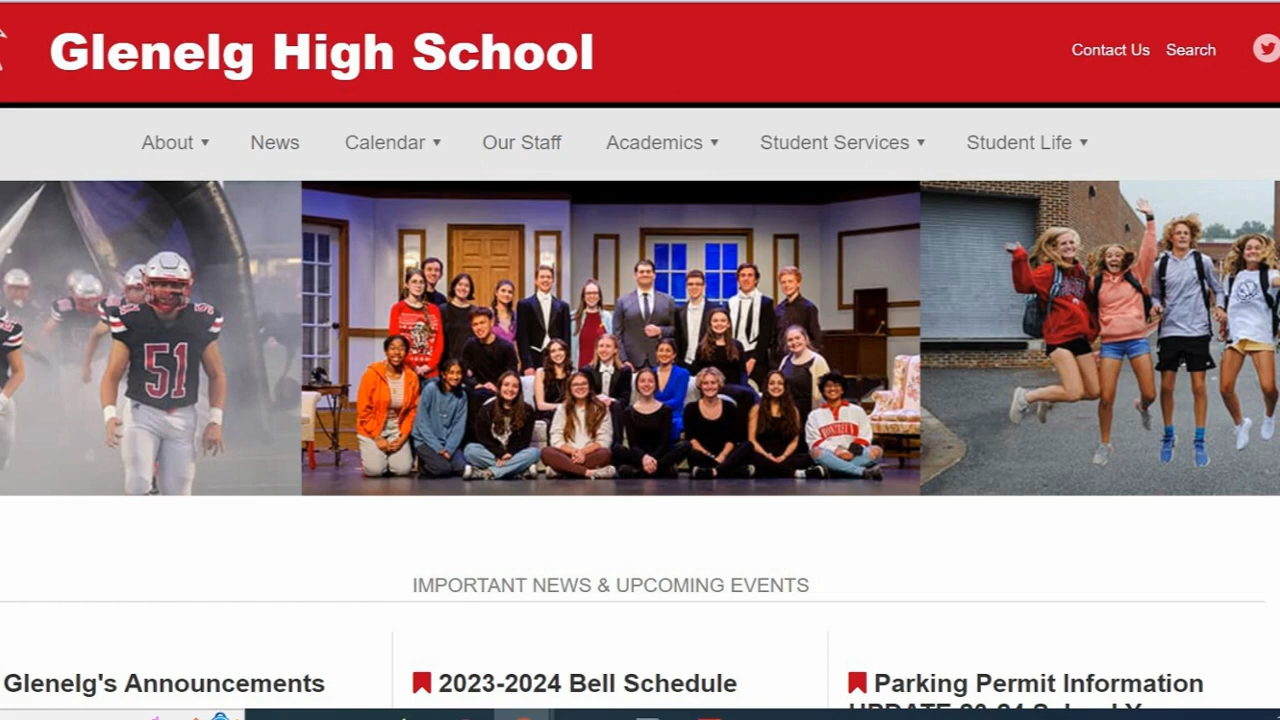 Glenelg High School
Contact Us Search
About News Calendar Our Staff Academics Student Services Student Life
51
IMPORTANT NEWS & UPCOMING EVENTS
Glenelg's Announcements
2023-2024 Bell Schedule
Parking Permit Information